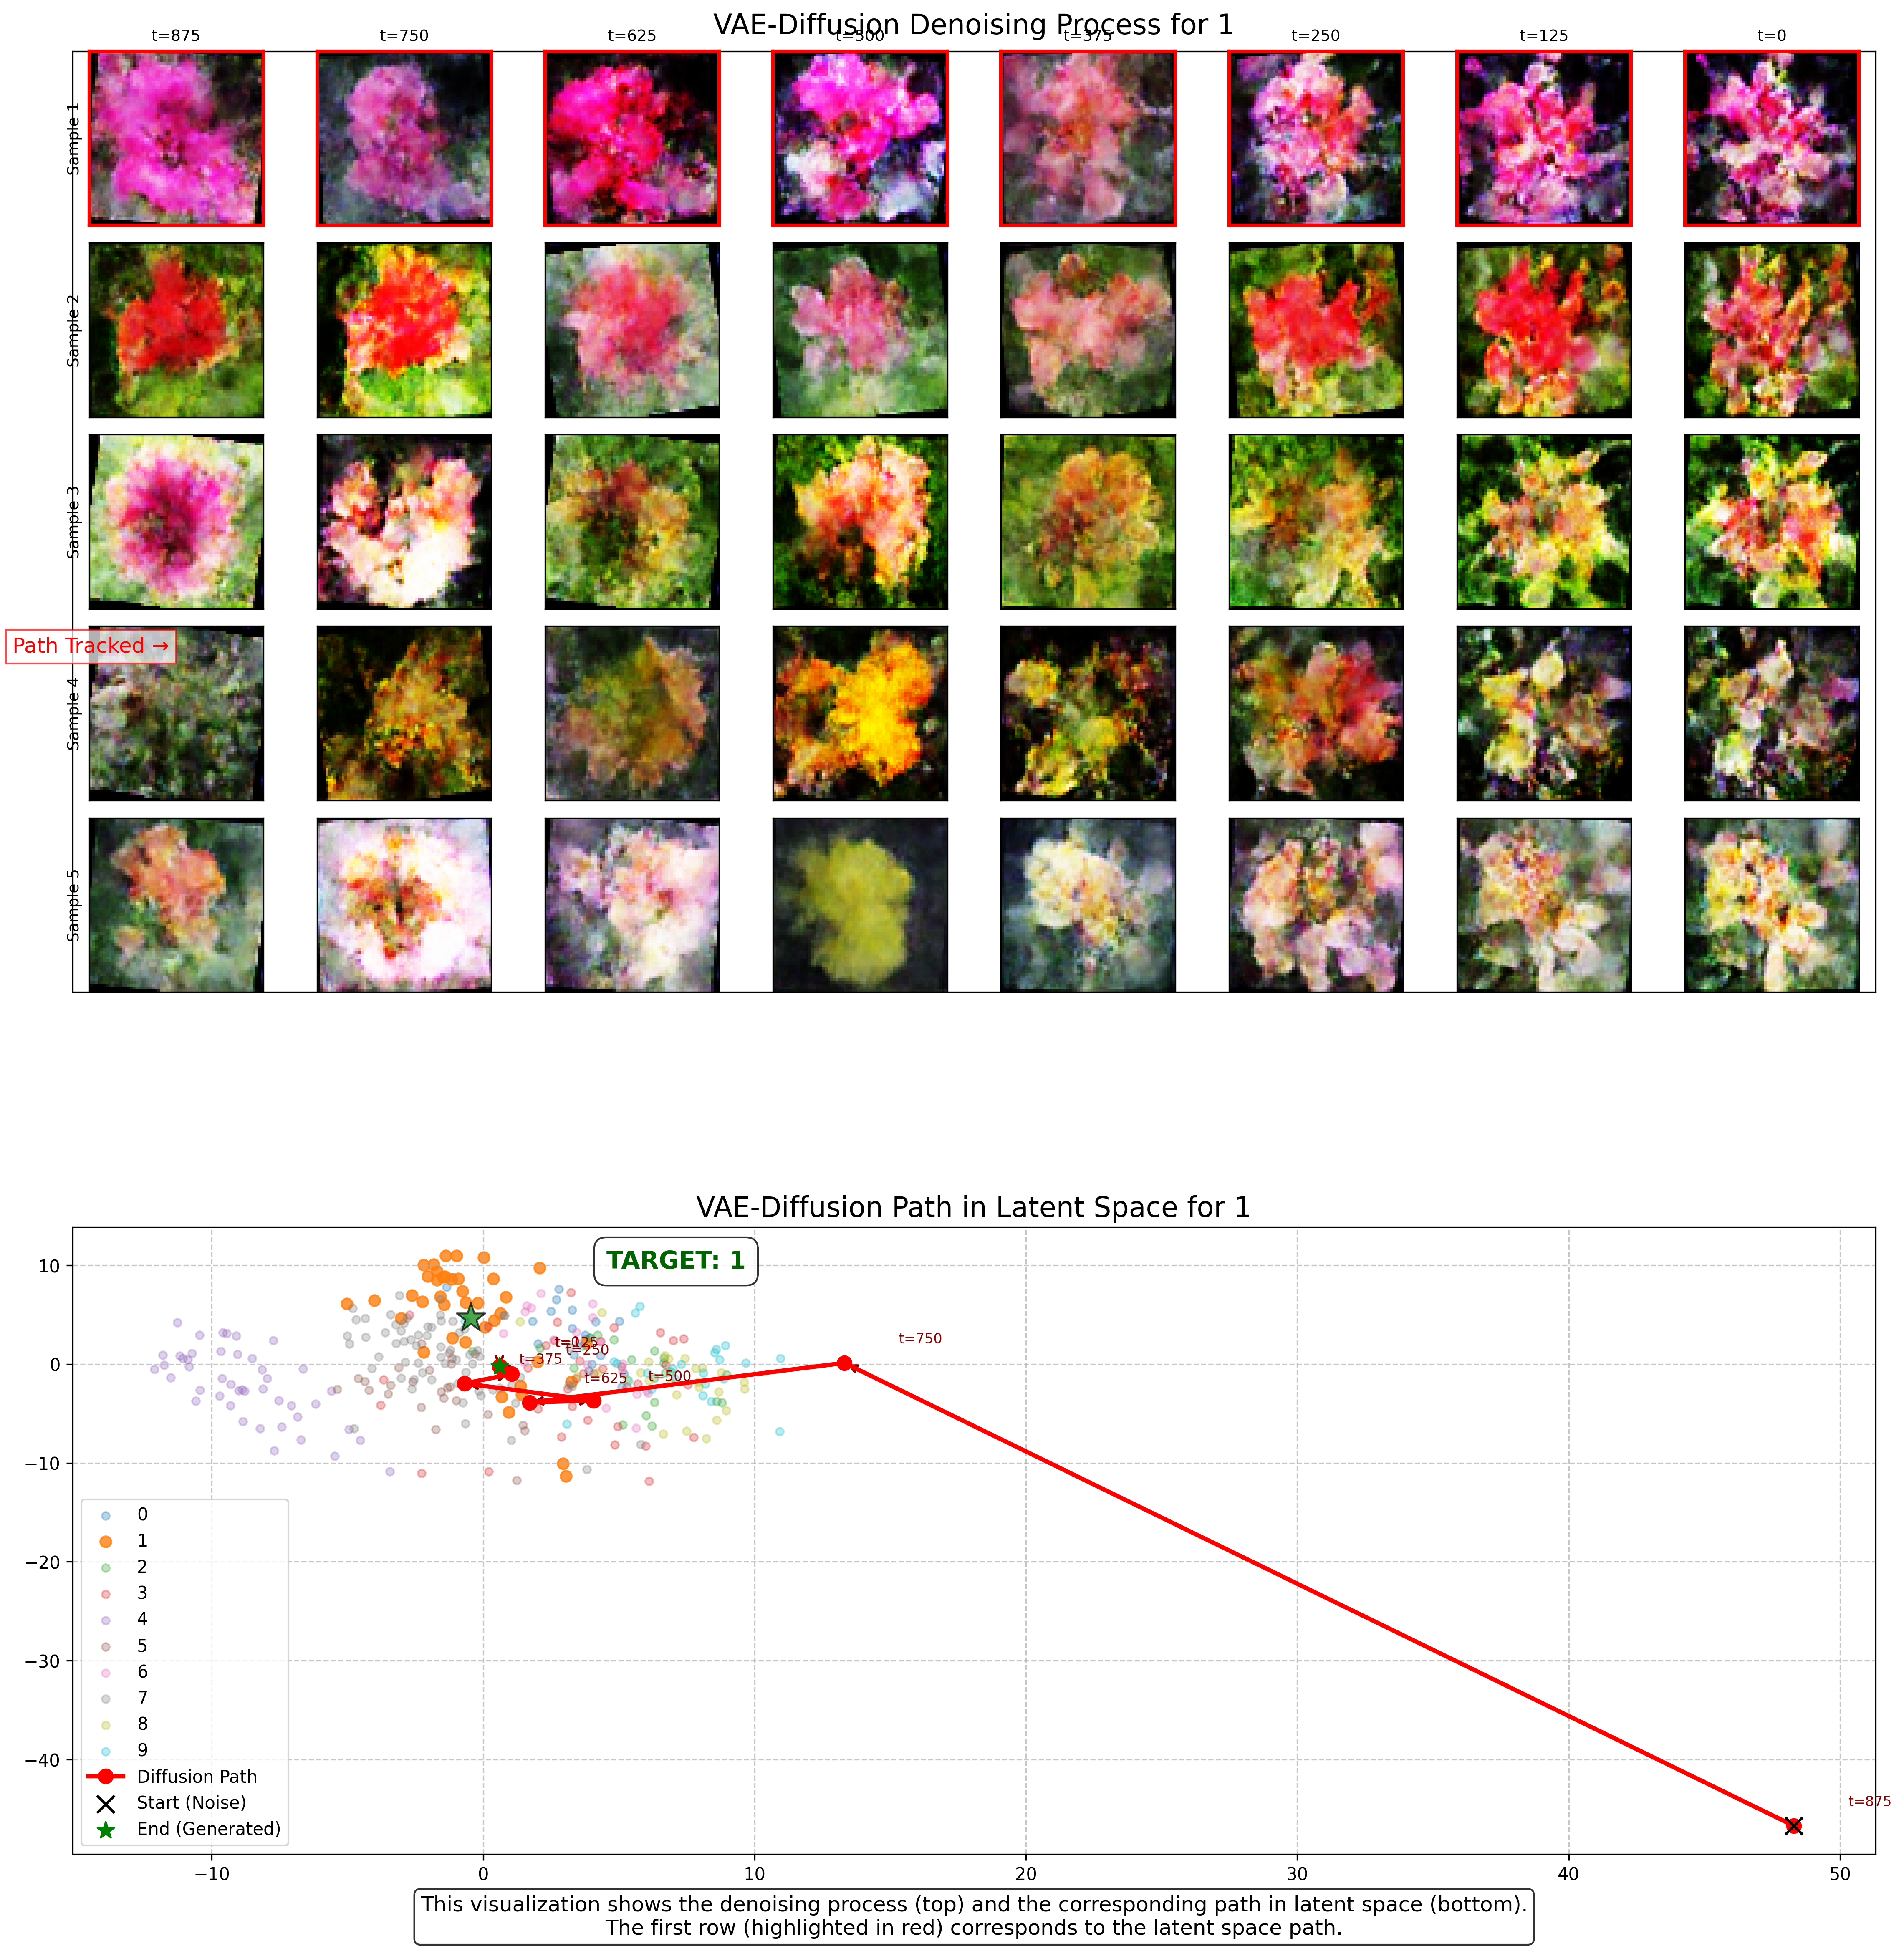 VAE-Diffusion Denoising Process for 1
t=875 t=750 t=625 t=500 t=375 t=250 t=125 t=0
Sample 1
Sample 2
Sample 3
Path Tracked →
Sample 4
Sample 5
VAE-Diffusion Path in Latent Space for 1
TARGET: 1
10
0
−10
−20
−30
−40
t=750
t=0
t=125
t=250
t=375
t=625
t=500
t=875
0
1
2
3
4
5
6
7
8
9
Diffusion Path
Start (Noise)
End (Generated)
−10 0 10 20 30 40 50
This visualization shows the denoising process (top) and the corresponding path in latent space (bottom).
The first row (highlighted in red) corresponds to the latent space path.